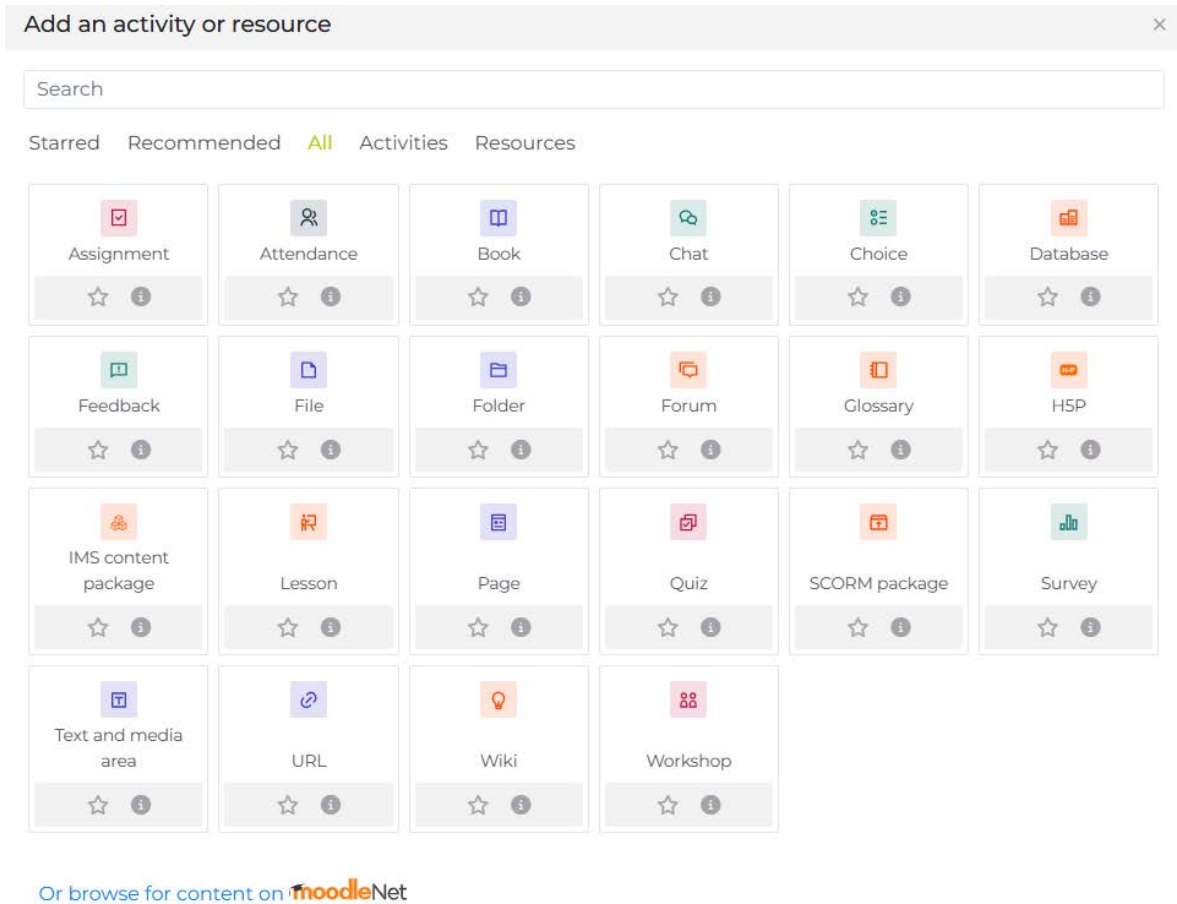 Add an activity or resource ×
Search
Starred Recommended All Activities Resources
Assignment Attendance Book Chat Choice Database
Feedback File Folder Forum Glossary H5P
H5P
IMS content
package Lesson Page Quiz SCORM package Survey
Text and media
area URL Wiki Workshop
Or browse for content on moodleNet